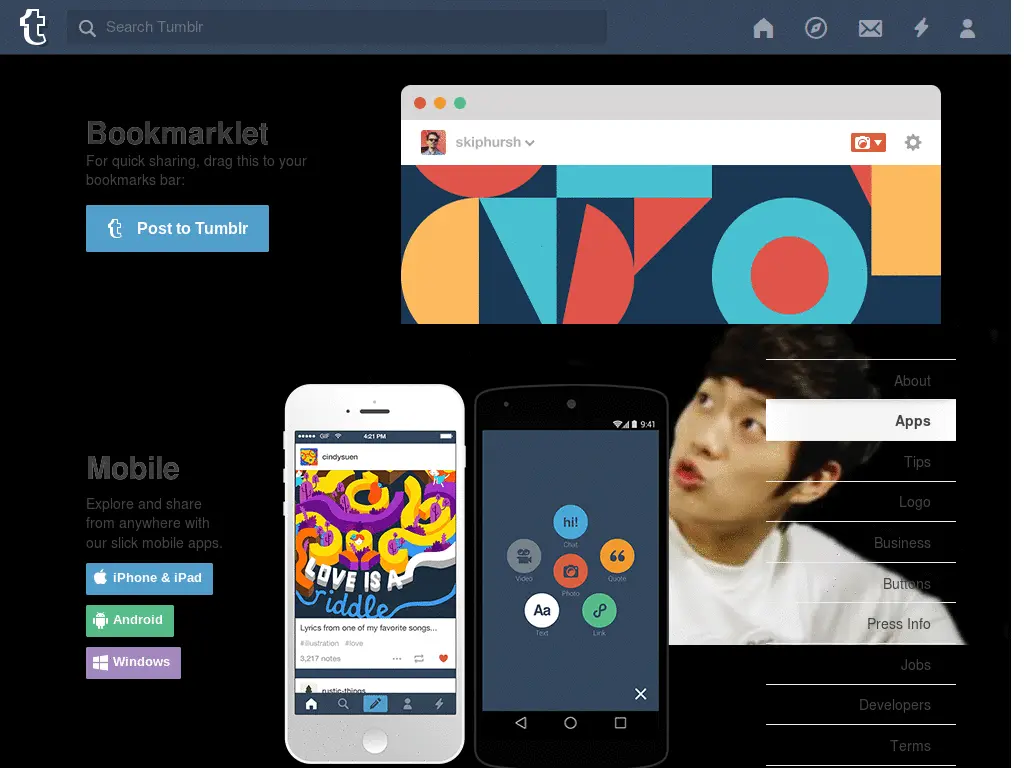 Search Tumblr
Bookmarklet
For quick sharing, drag this to your
bookmarks bar:
Post to Tumblr
skiphursh
About
Apps
Tips
Logo
Business
Buttons
Press Info
Jobs
Developers
Terms
Mobile
Explore and share
from anywhere with
our slick mobile apps.
iPhone & iPad
Android
Windows
GIF 4:21 PM
cindysuen
LOVE IS A
riddle
Lyrics from one of my favorite songs...
#illustration #love
3,217 notes
rustic-things
9:41
hi!
Chat
Video
Quote
Photo
Aa
Text
Link